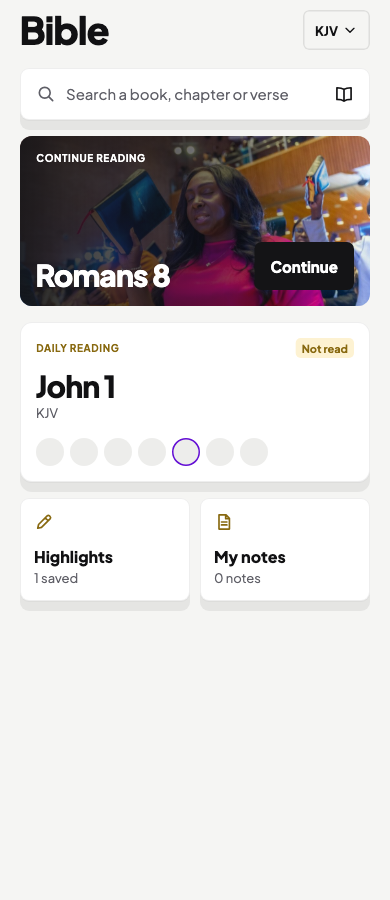 Bible
KJV
Search a book, chapter or verse
CONTINUE READING
Romans 8
Continue
DAILY READING
Not read
John 1
KJV
Highlights
1 saved
My notes
0 notes